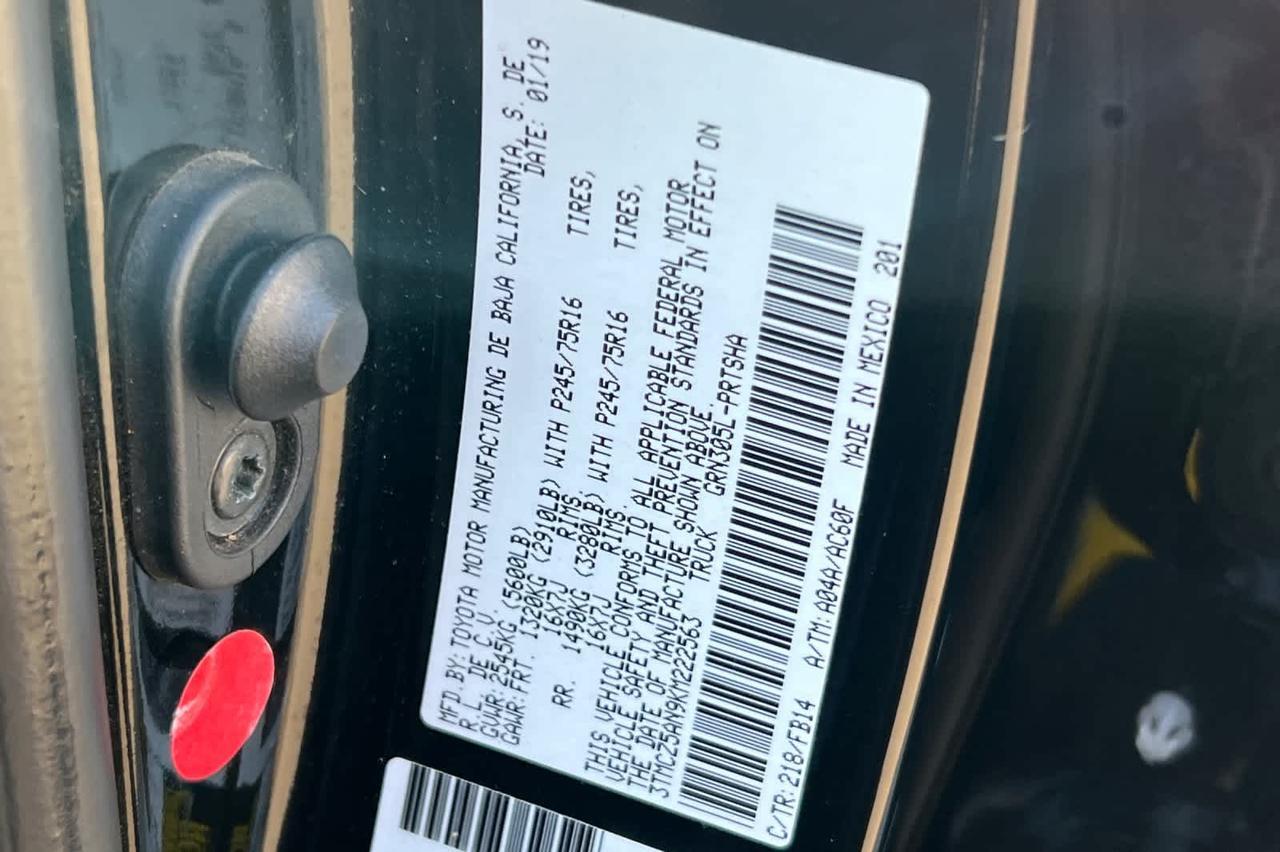 MFD.BY:TOYOTA MOTOR MANUFACTURING DE BAJA CALIFORNIA, S. DE
R.L. DE C.V. DATE: 01/19
GVWR:2545KG (5600LB)
GAWR:FRT. 1320KG (2910LB) WITH P245/75R16 TIRES,
16X7J RIMS.
RR. 1490KG (3280LB) WITH P245/75R16 TIRES,
16X7J RIMS.
THIS VEHICLE CONFORMS TO ALL APPLICABLE FEDERAL MOTOR
VEHICLE SAFETY AND THEFT PREVENTION STANDARDS IN EFFECT ON
THE DATE OF MANUFACTURE SHOWN ABOVE.
3TMCZ5AN9KM222563 TRUCK GRN305L-PRTSHA
C/TR:218/FB14 A/TM:A04A/AC60F MADE IN MEXICO 201